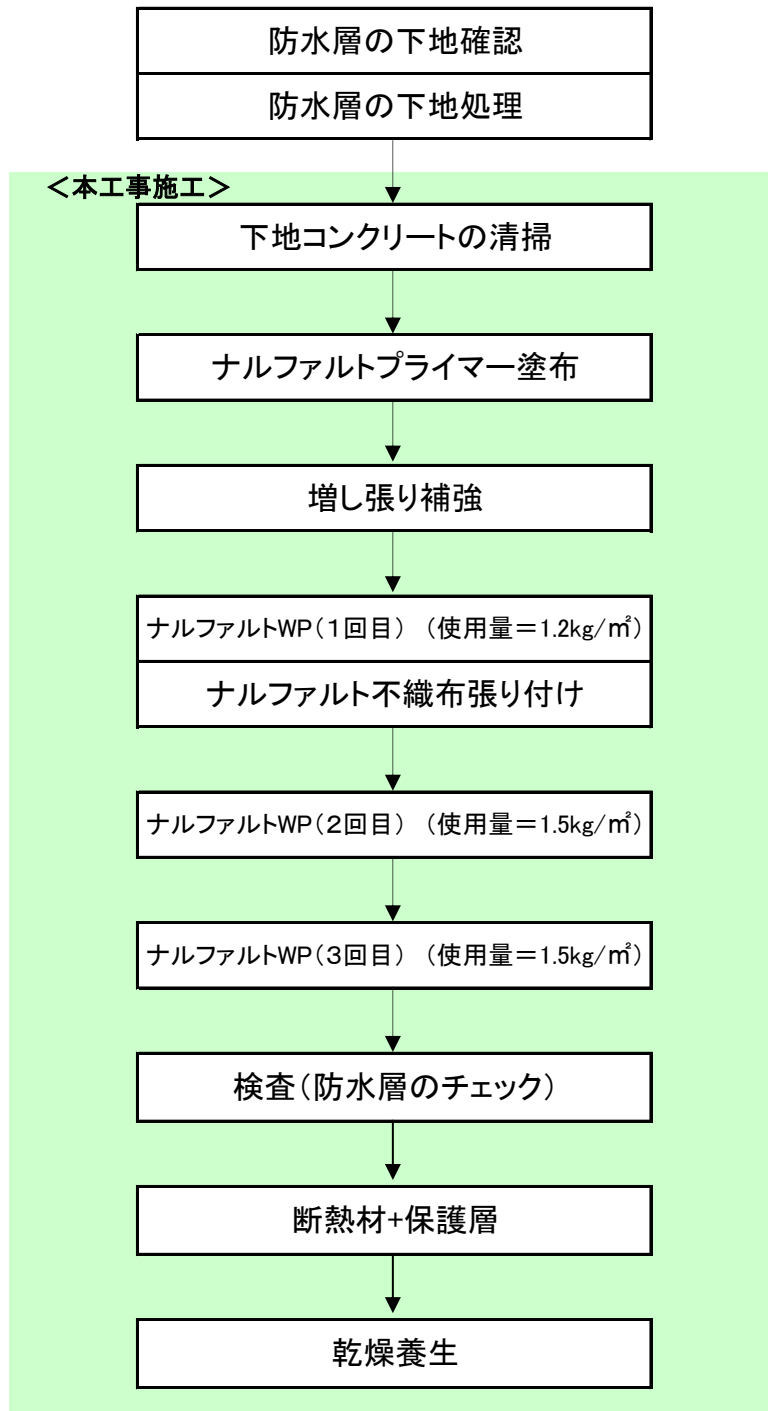 防水層の下地確認
防水層の下地処理
＜本工事施工＞
下地コンクリートの清掃
ナルファルトプライマー塗布
増し張り補強
ナルファルトWP（１回目）　（使用量＝1.2kg/㎡）
ナルファルト不織布張り付け
ナルファルトWP（２回目）　（使用量＝1.5kg/㎡）
ナルファルトWP（３回目）　（使用量＝1.5kg/㎡）
検査（防水層のチェック）
断熱材+保護層
乾燥養生